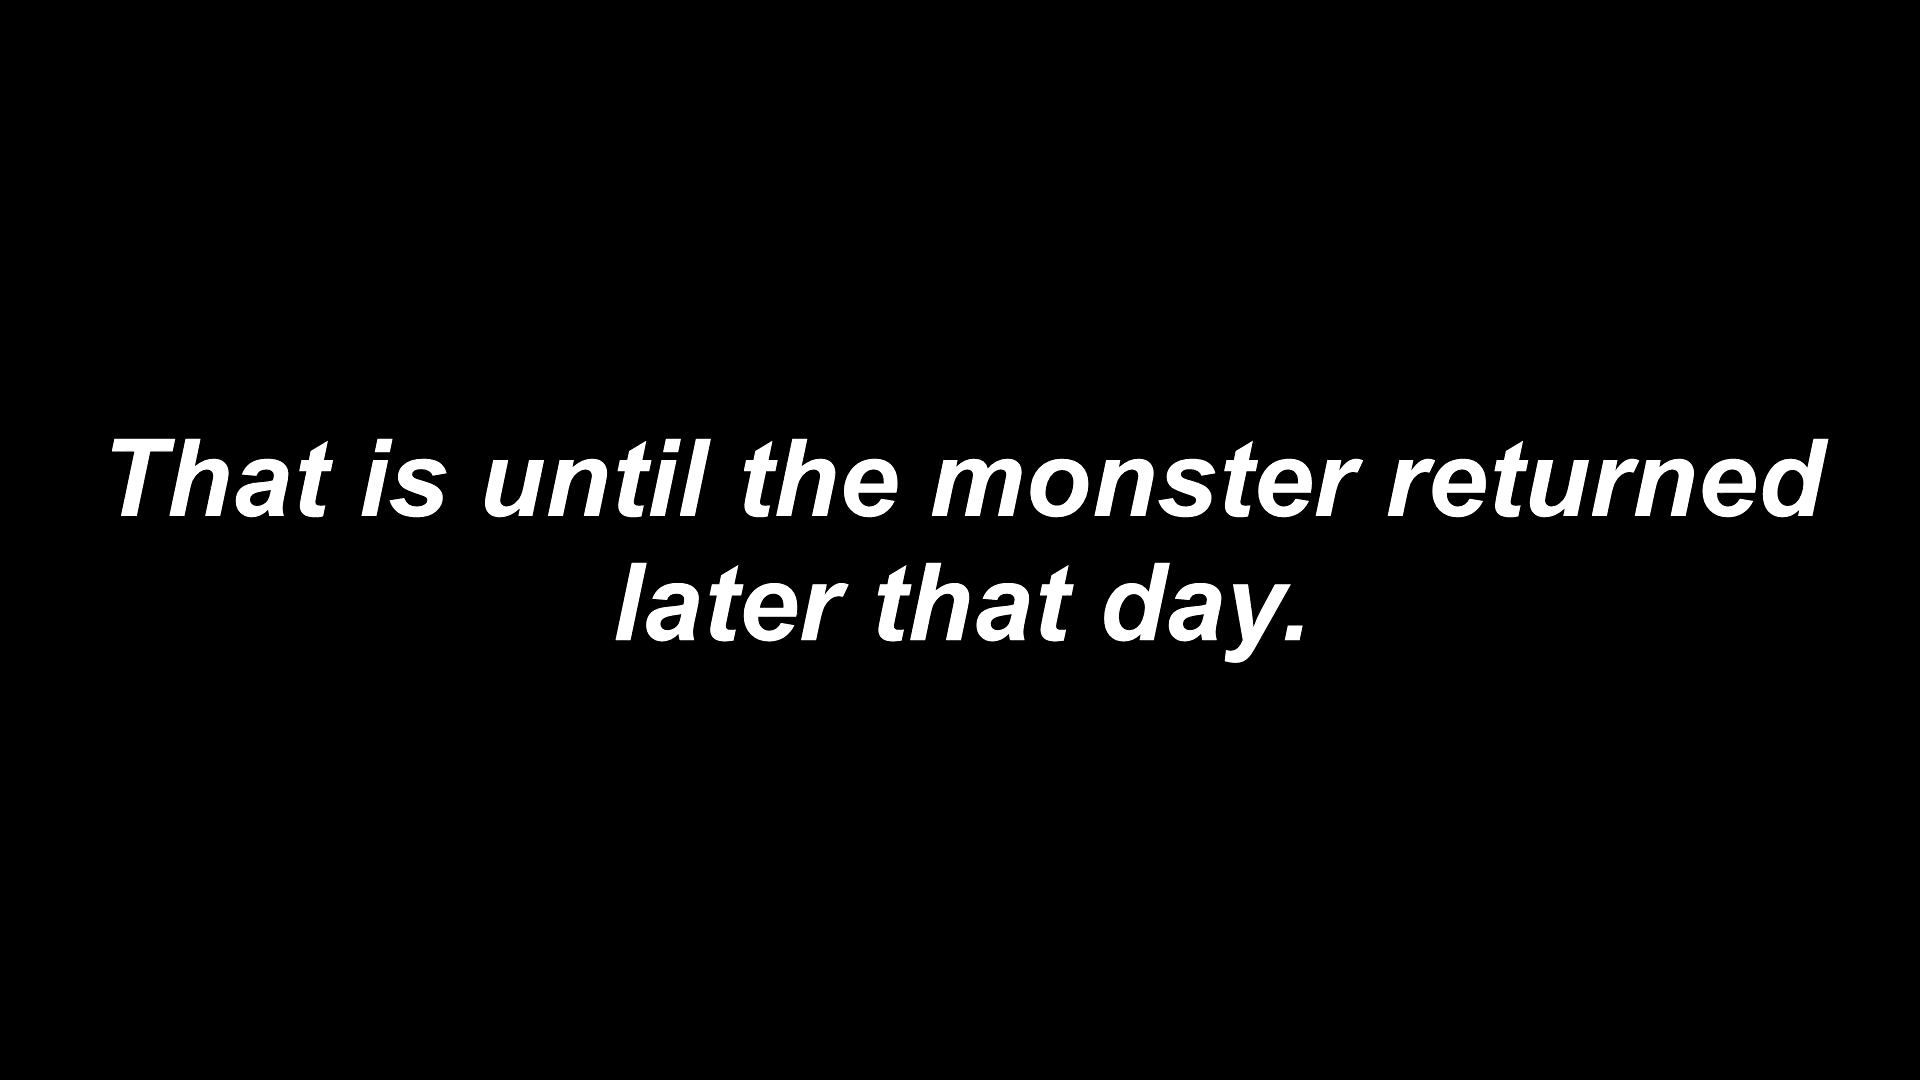 That is until the monster returned
later that day.